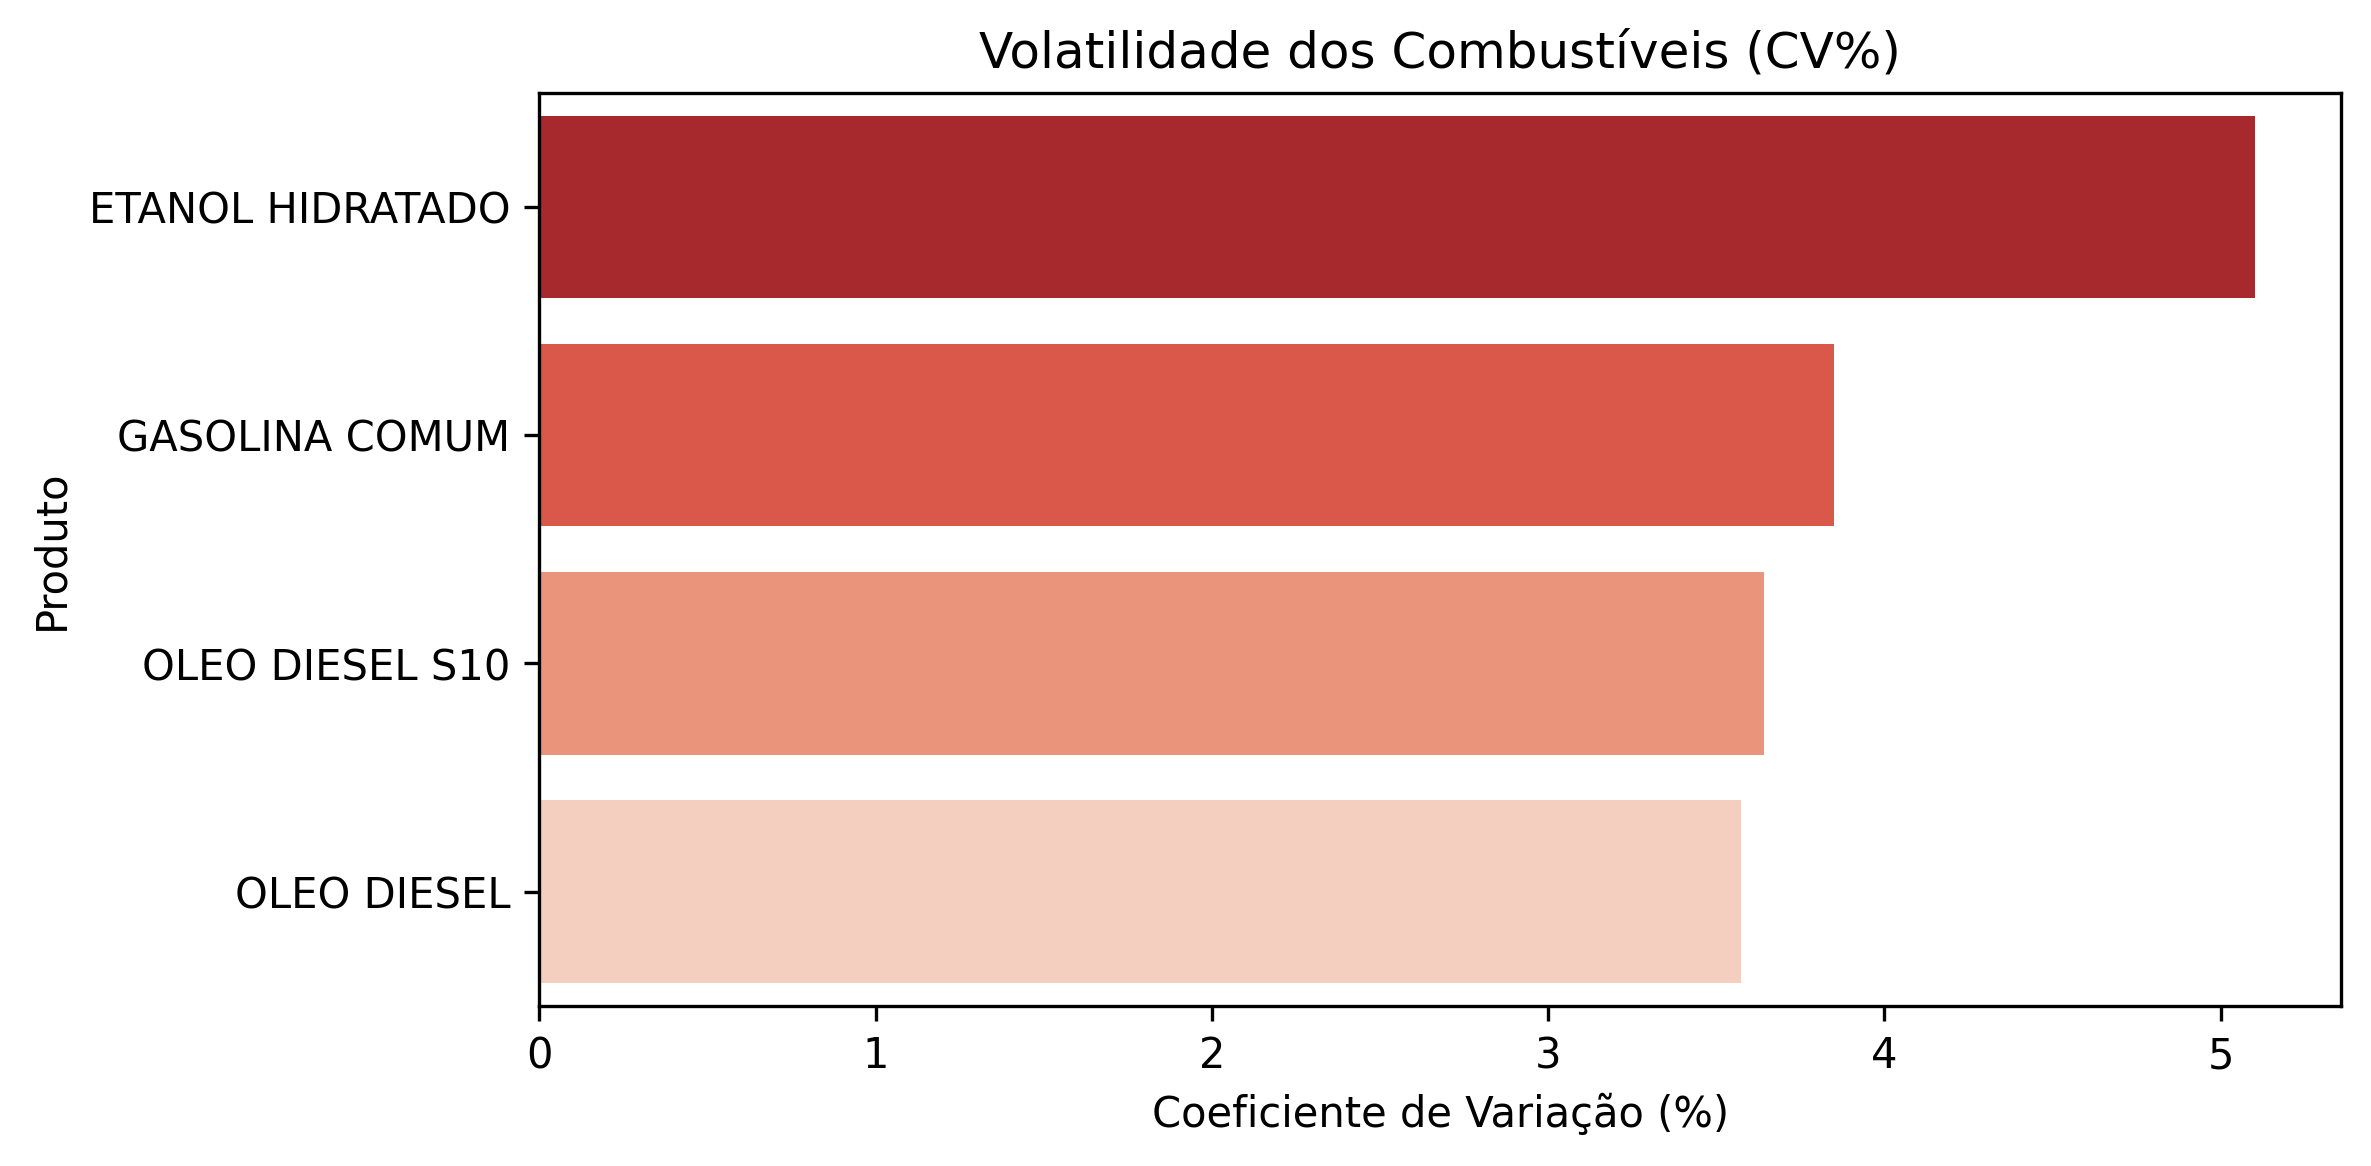 Volatilidade dos Combustíveis (CV%)
ETANOL HIDRATADO
GASOLINA COMUM
OLEO DIESEL S10
OLEO DIESEL
Produto
0 1 2 3 4 5
Coeficiente de Variação (%)